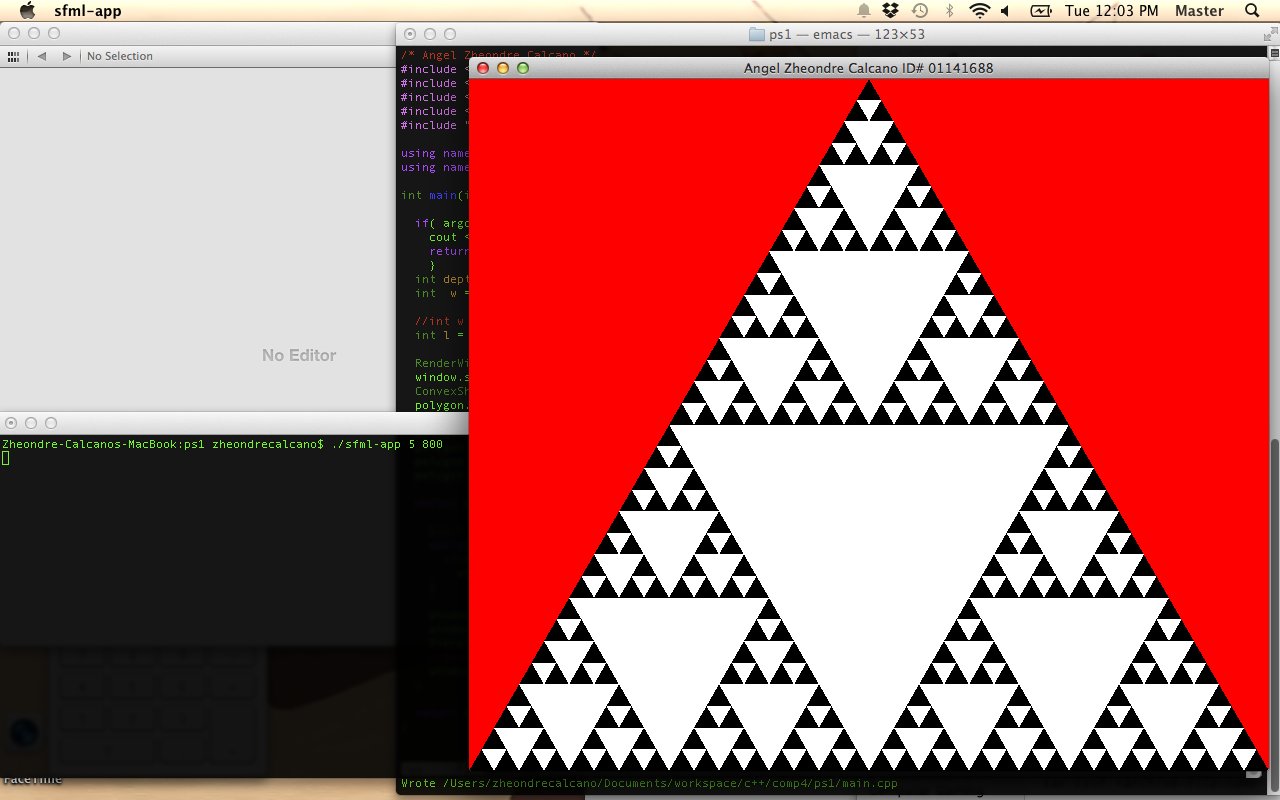 sfml-app
Tue 12:03 PM Master
No Selection
No Editor
ps1 — emacs — 123×53
/* Angel Zheondre Calcano */
#include <
#include <
#include <
#include <
#include "
using name
using name
int main(i
if( argc
cout <
return
}
int dept
int w =
//int w
int l =
RenderWi
window.s
ConvexSh
polygon.
Angel Zheondre Calcano ID# 01141688
Zheondre-Calcanos-MacBook:ps1 zheondrecalcano$ ./sfml-app 5 800
FaceTime
Wrote /Users/zheondrecalcano/Documents/workspace/c++/comp4/ps1/main.cpp